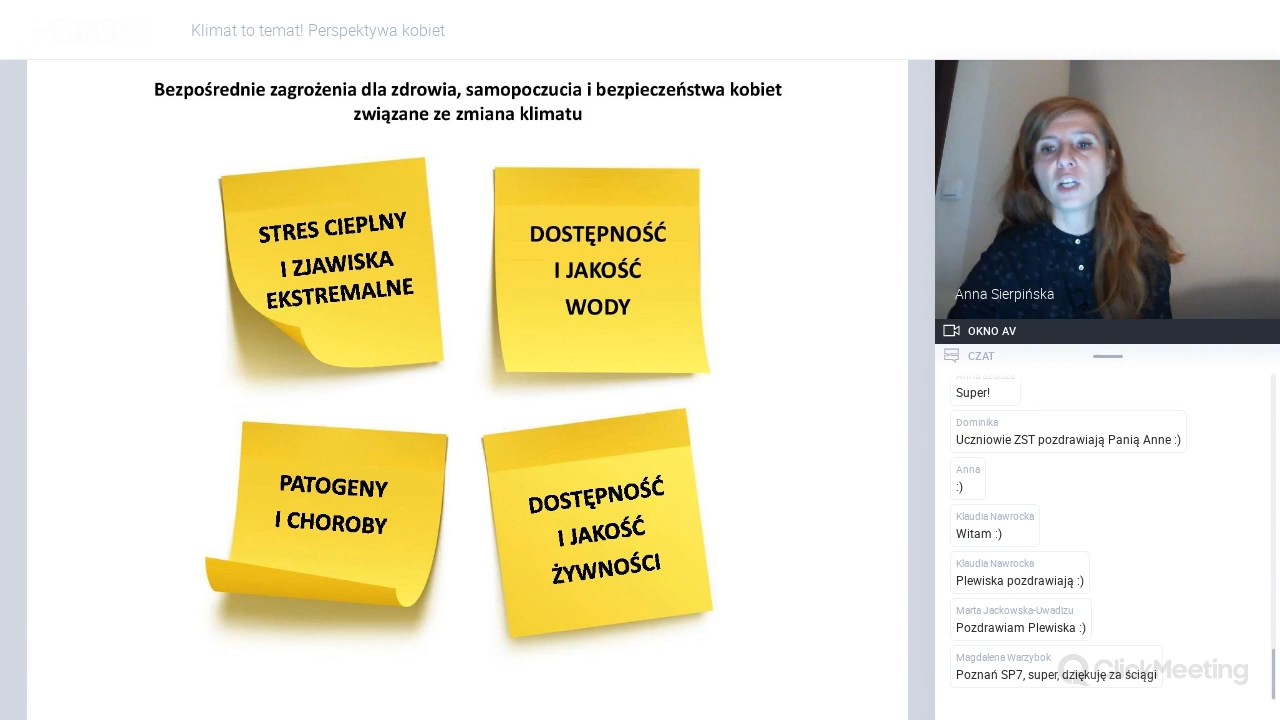 Klimat to temat! Perspektywa kobiet
Bezpośrednie zagrożenia dla zdrowia, samopoczucia i bezpieczeństwa kobiet
związane ze zmiana klimatu
STRES CIEPLNY
I ZJAWISKA
EKSTREMALNE
DOSTĘPNOŚĆ
I JAKOŚĆ
WODY
PATOGENY
I CHOROBY
DOSTĘPNOŚĆ
I JAKOŚĆ
ŻYWNOŚCI
Anna Sierpińska
OKNO AV
CZAT
Super!
Dominika
Uczniowie ZST pozdrawiają Panią Anne :)
Anna
:)
Klaudia Nawrocka
Witam :)
Klaudia Nawrocka
Plewiska pozdrawiają :)
Marta Jackowska-Uwadizu
Pozdrawiam Plewiska :)
Magdalena Warzybok
Poznań SP7, super, dziękuję za ściągi
ClickMeeting